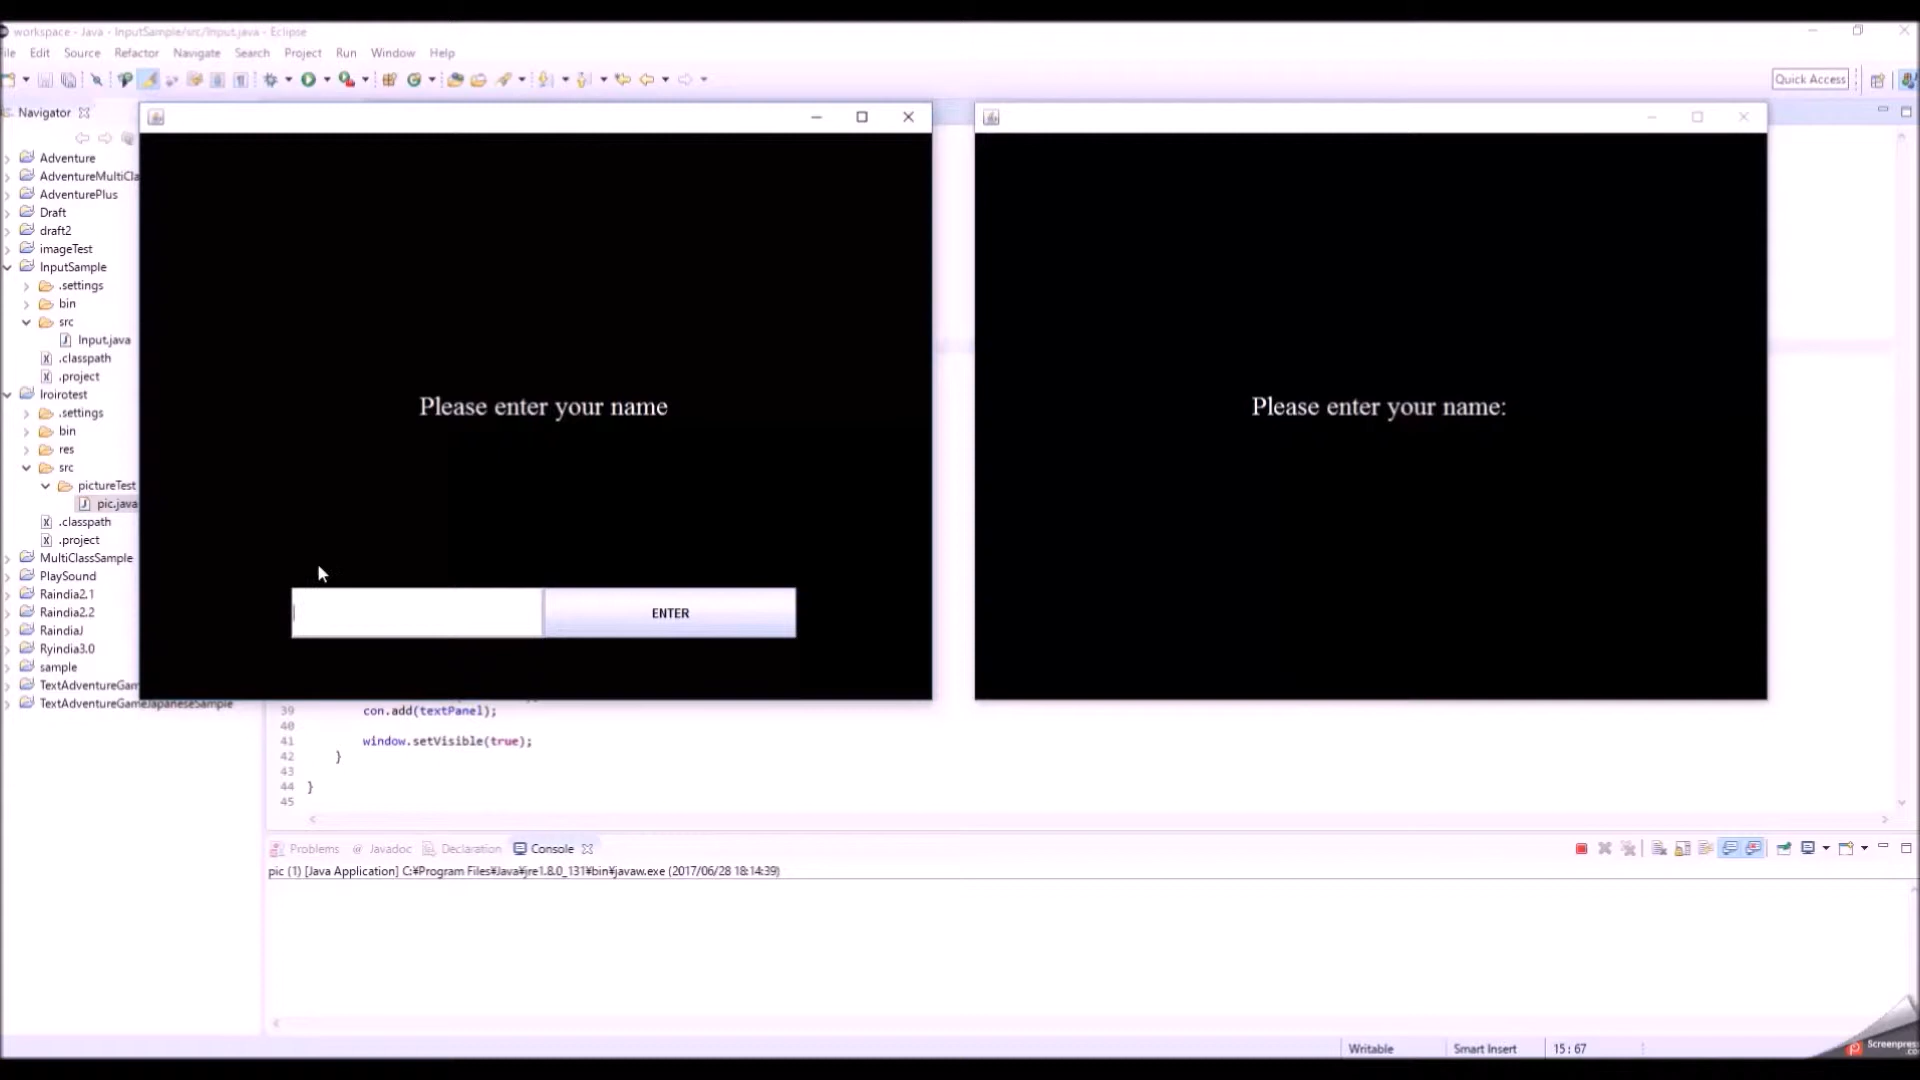 workspace - Java - InputSample/src/Input.java - Eclipse
ile Edit Source Refactor Navigate Search Project Run Window Help
Quick Access
Navigator
Adventure
AdventureMultiCla
AdventurePlus
Draft
draft2
imageTest
InputSample
.settings
bin
src
Input.java
.classpath
.project
Iroirotest
.settings
bin
res
src
pictureTest
pic.java
.classpath
.project
MultiClassSample
PlaySound
Raindia2.1
Raindia2.2
RaindiaJ
Ryindia3.0
sample
TextAdventureGam
TextAdventureGameJapaneseSample
Please enter your name
ENTER
Please enter your name:
39 con.add(textPanel);
40
41 window.setVisible(true);
42 }
43
44 }
45
Problems @ Javadoc Declaration Console
pic (1) [Java Application] C:¥Program Files¥Java¥jre1.8.0_131¥bin¥javaw.exe (2017/06/28 18:14:39)
Writable Smart Insert 15 : 67
Screenpres
.co